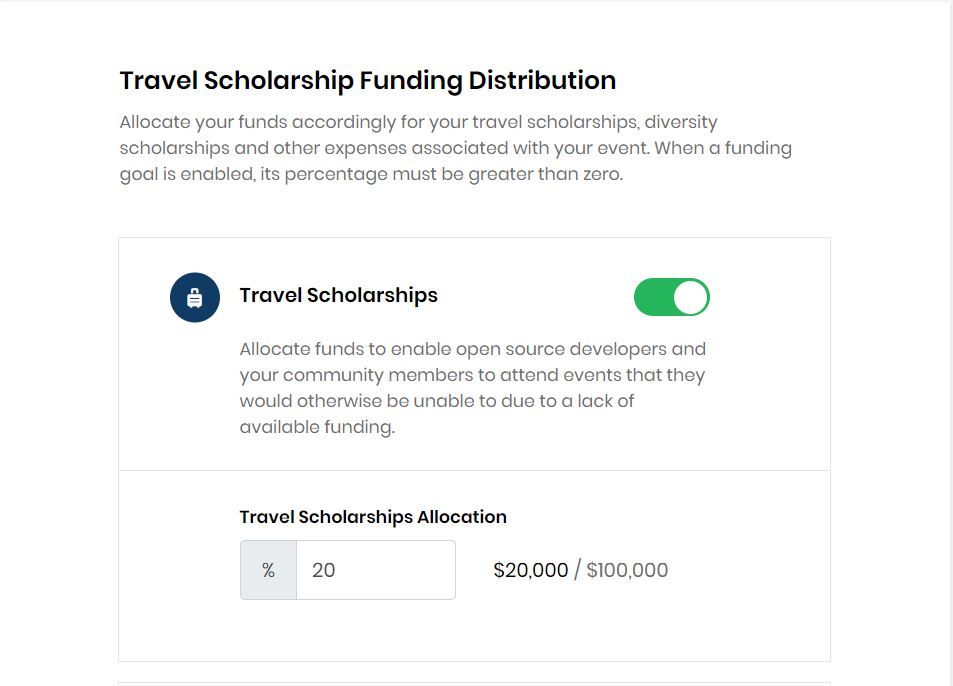 Travel Scholarship Funding Distribution
Allocate your funds accordingly for your travel scholarships, diversity
scholarships and other expenses associated with your event. When a funding
goal is enabled, its percentage must be greater than zero.
Travel Scholarships
Allocate funds to enable open source developers and
your community members to attend events that they
would otherwise be unable to due to a lack of
available funding.
Travel Scholarships Allocation
% 20 $20,000 / $100,000